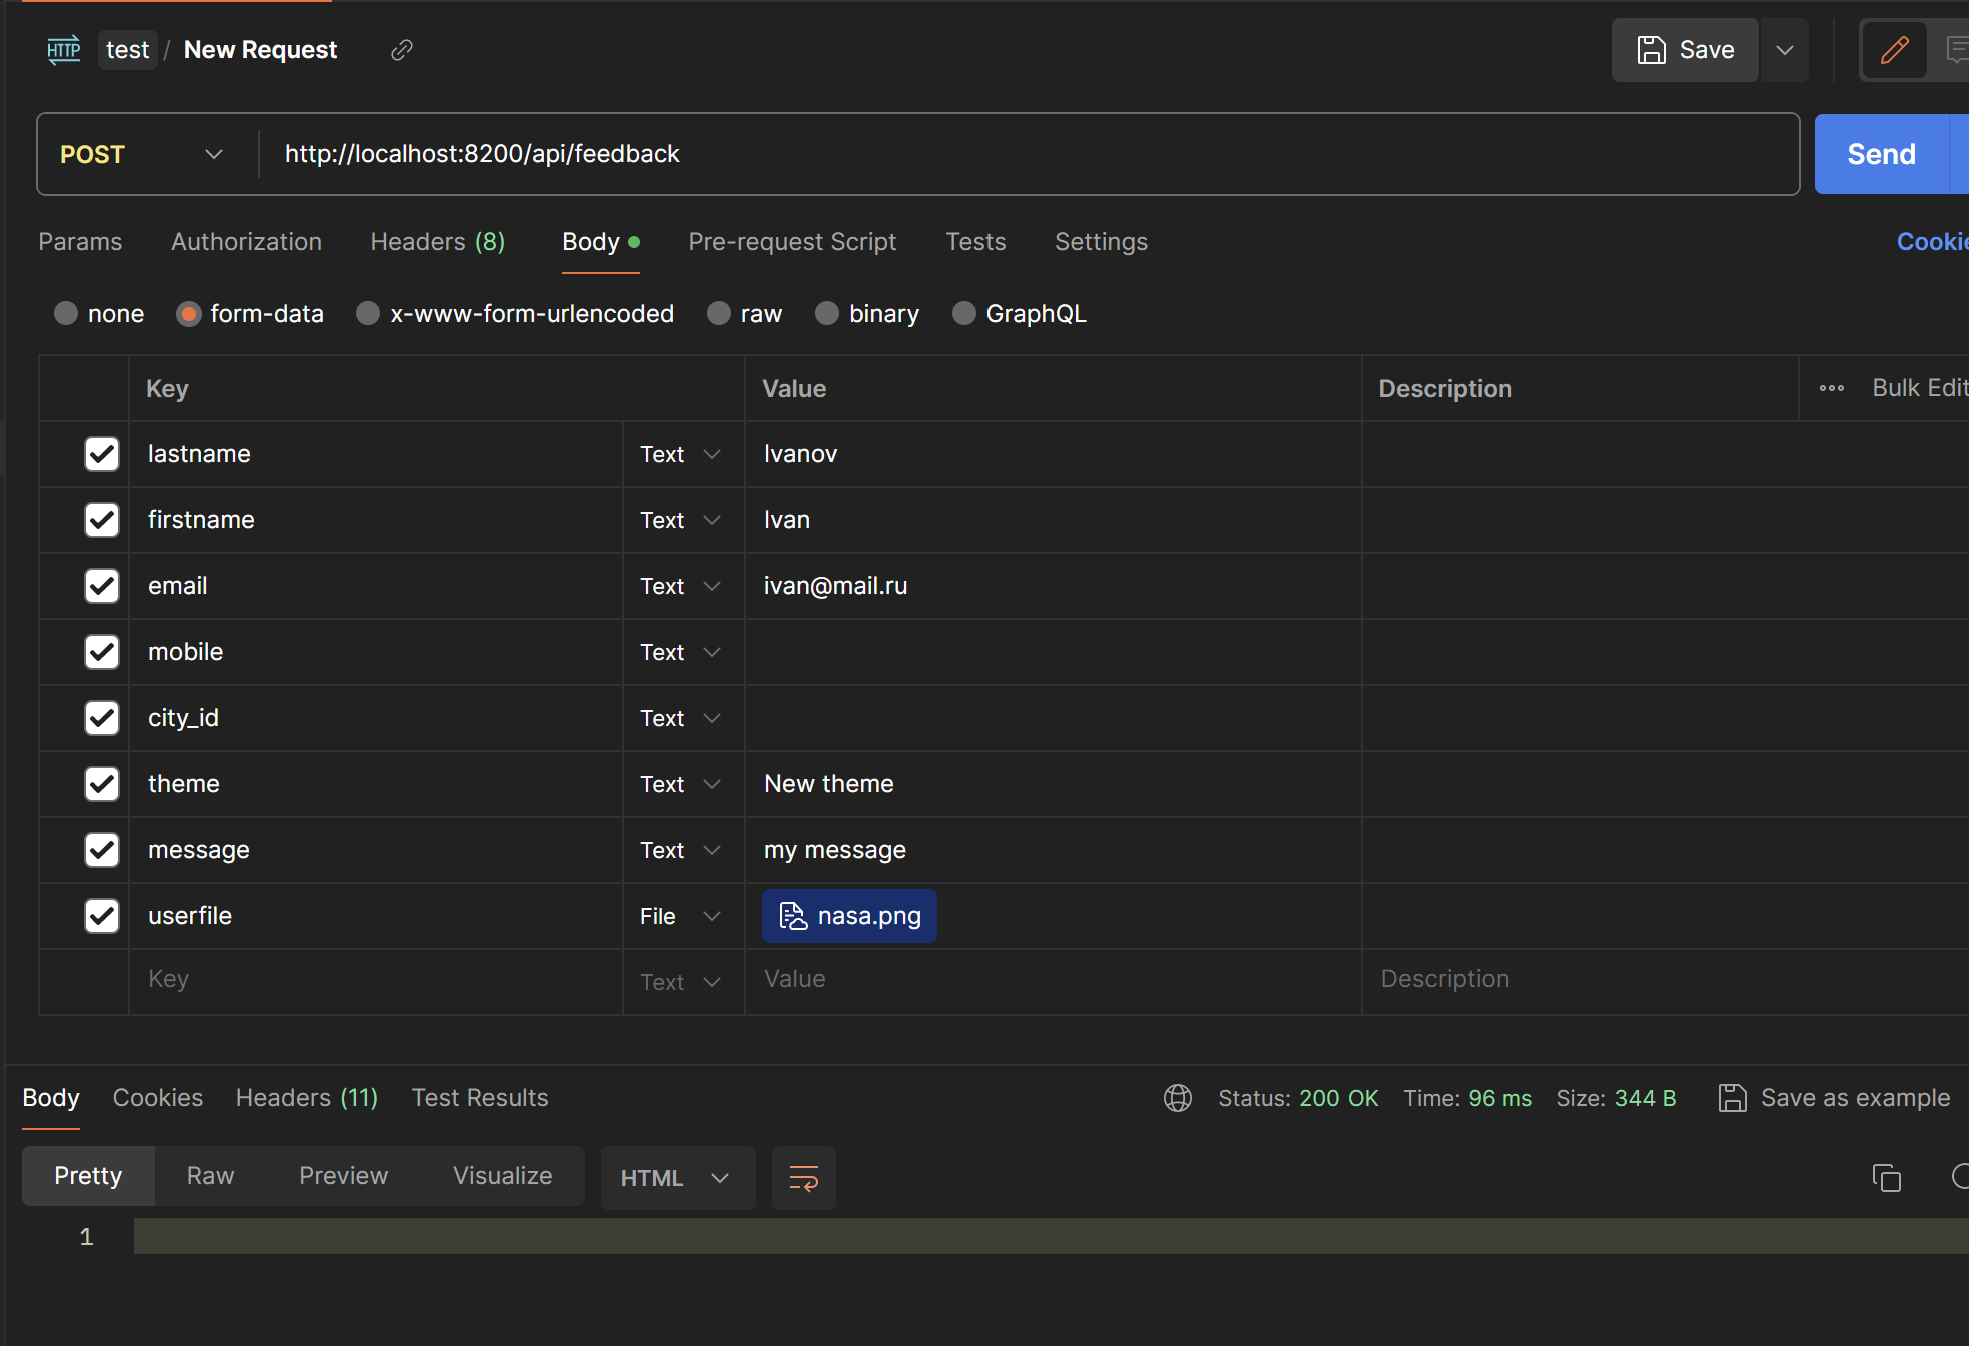 HTTP test / New Request Save
POST http://localhost:8200/api/feedback Send
Params Authorization Headers (8) Body Pre-request Script Tests Settings Cookie
none form-data x-www-form-urlencoded raw binary GraphQL
Key Value Description Bulk Edit
lastname Text Ivanov
firstname Text Ivan
email Text ivan@mail.ru
mobile Text
city_id Text
theme Text New theme
message Text my message
userfile File nasa.png
Key Text Value Description
Body Cookies Headers (11) Test Results Status: 200 OK Time: 96 ms Size: 344 B Save as example
Pretty Raw Preview Visualize HTML
1